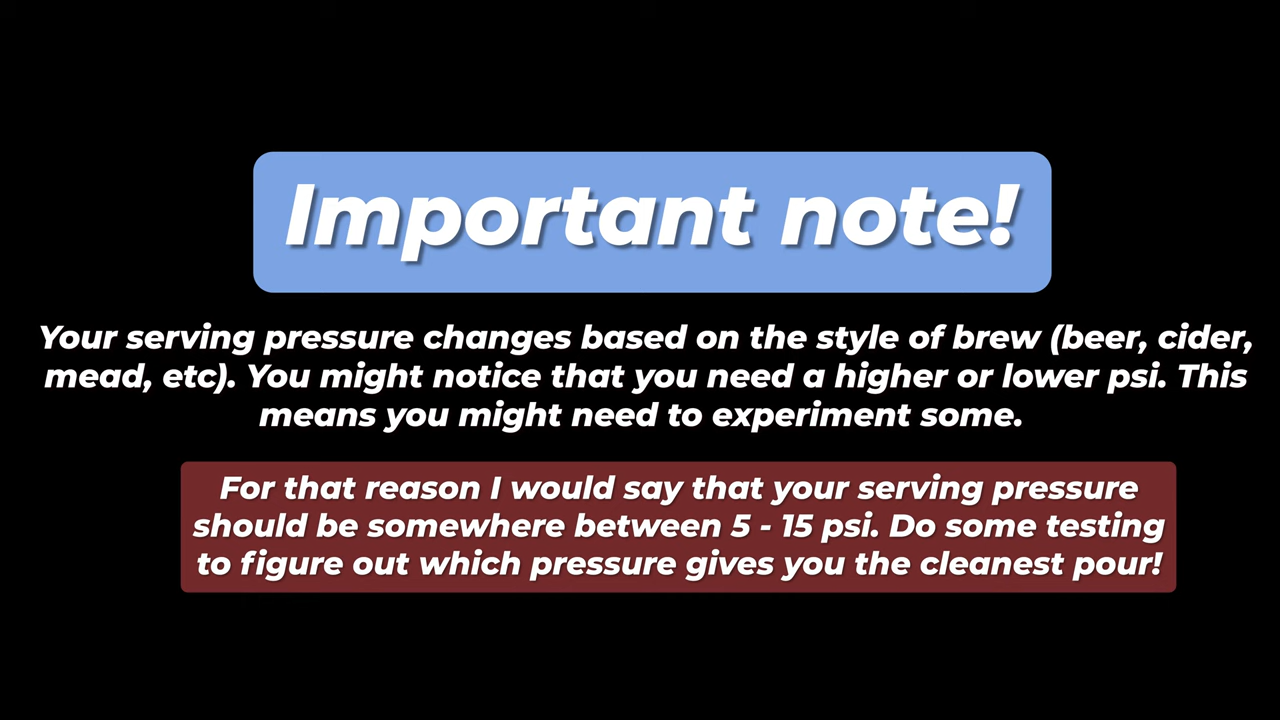 Important note!
Your serving pressure changes based on the style of brew (beer, cider,
mead, etc). You might notice that you need a higher or lower psi. This
means you might need to experiment some.
For that reason I would say that your serving pressure
should be somewhere between 5 - 15 psi. Do some testing
to figure out which pressure gives you the cleanest pour!